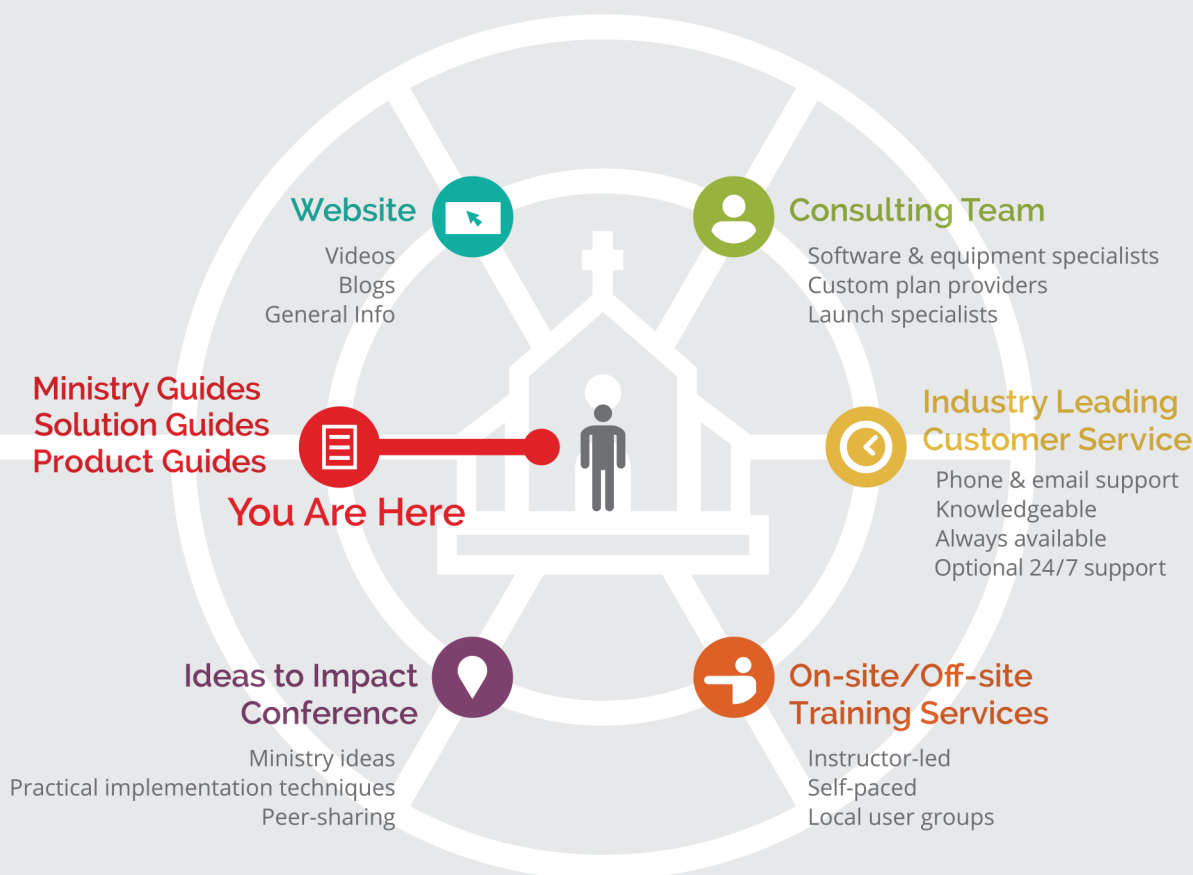 Website
Videos
Blogs
General Info
Consulting Team
Software & equipment specialists
Custom plan providers
Launch specialists
Ministry Guides
Solution Guides
Product Guides
You Are Here
Industry Leading
Customer Service
Phone & email support
Knowledgeable
Always available
Optional 24/7 support
Ideas to Impact
Conference
Ministry ideas
Practical implementation techniques
Peer-sharing
On-site/Off-site
Training Services
Instructor-led
Self-paced
Local user groups